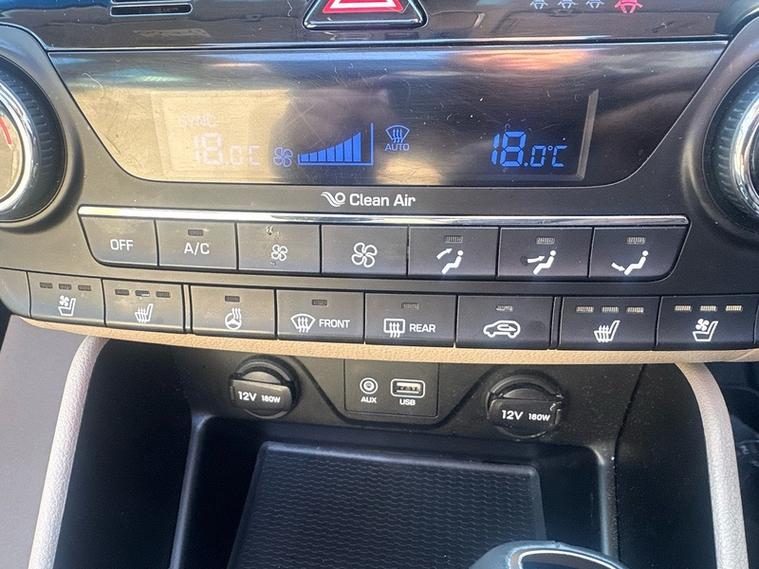 SYNC
18.0°C AUTO 18.0°C
Clean Air
OFF A/C
FRONT REAR
12V 180W AUX USB 12V 180W